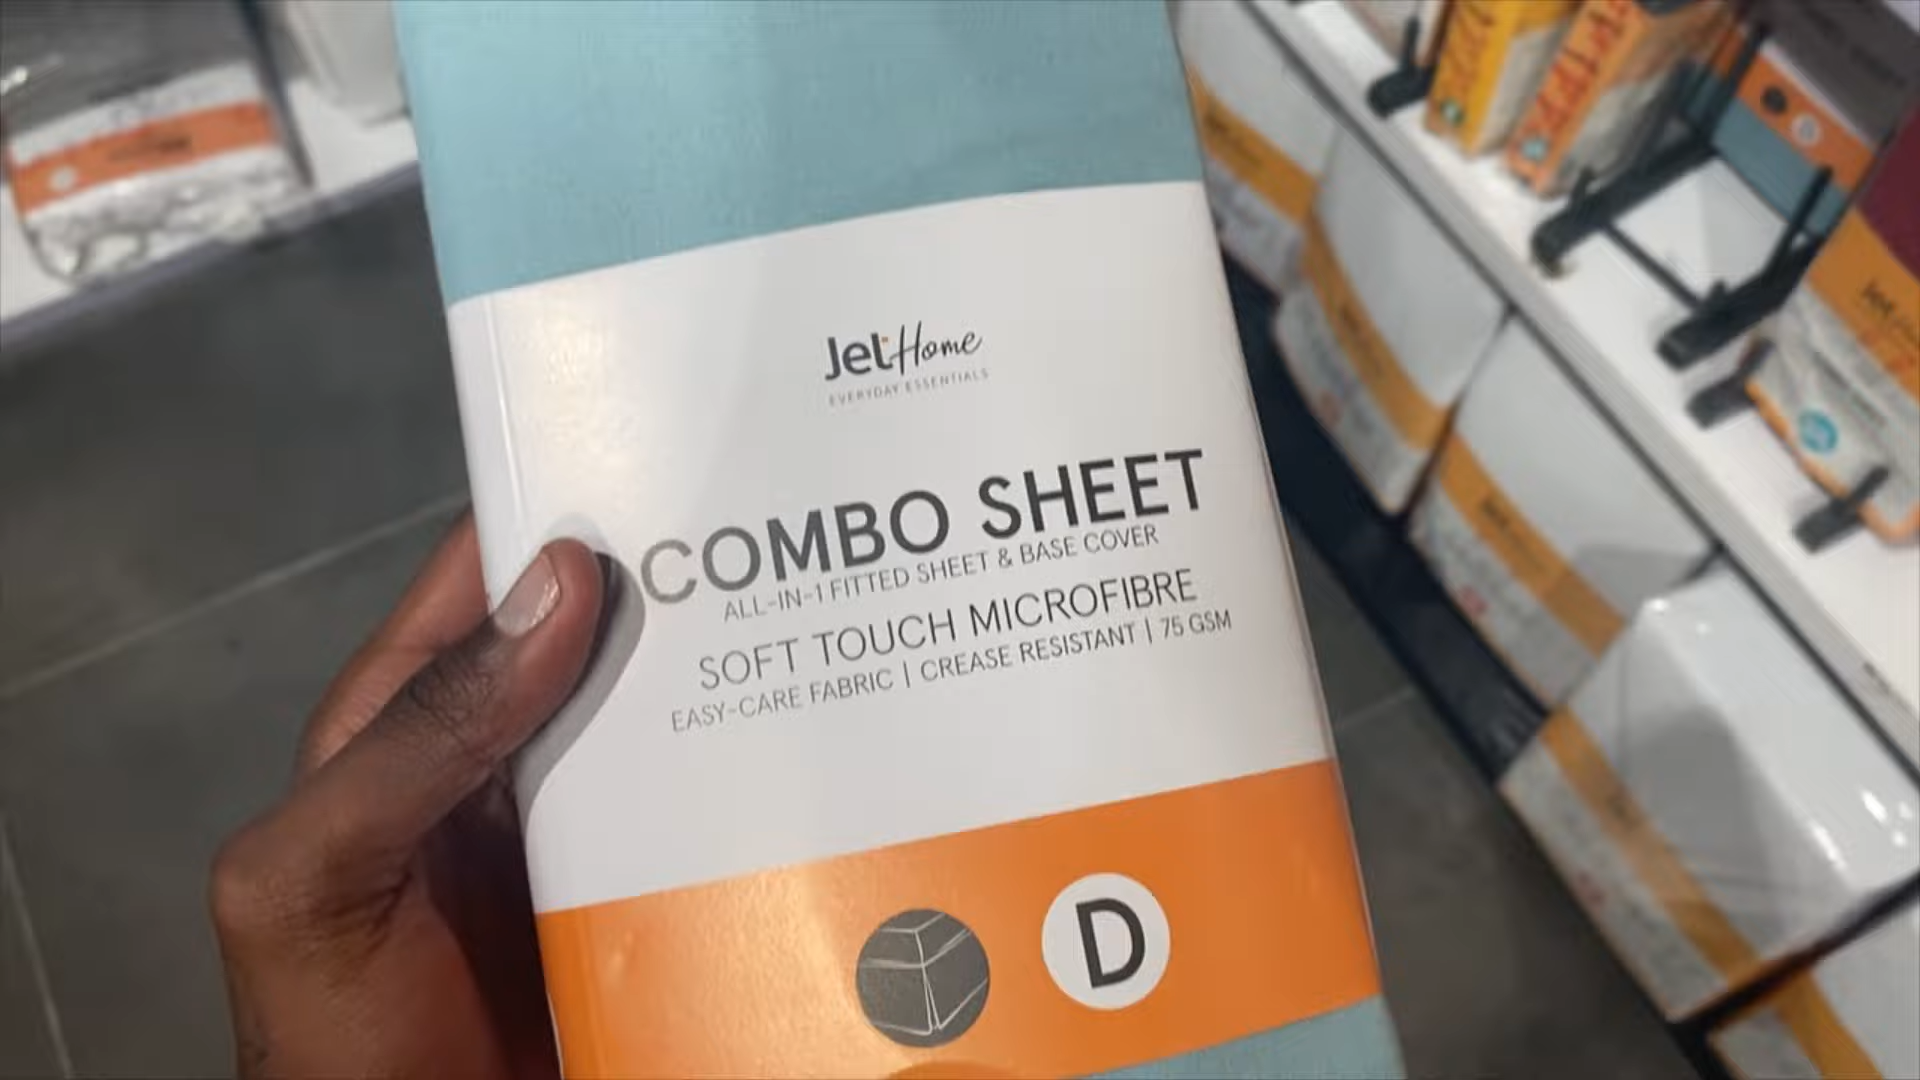 Jet Home
EVERYDAY ESSENTIALS
COMBO SHEET
ALL-IN-1 FITTED SHEET & BASE COVER
SOFT TOUCH MICROFIBRE
EASY-CARE FABRIC | CREASE RESISTANT | 75 GSM
D
Jet